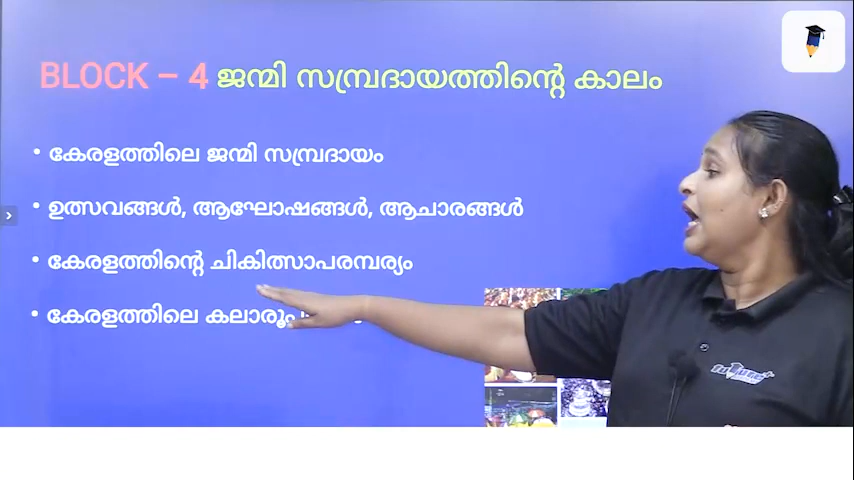 BLOCK – 4 ജന്മി സമ്പ്രദായത്തിന്റെ കാലം
• കേരളത്തിലെ ജന്മി സമ്പ്രദായം
• ഉത്സവങ്ങൾ, ആഘോഷങ്ങൾ, ആചാരങ്ങൾ
• കേരളത്തിന്റെ ചികിത്സാപരമ്പര്യം
• കേരളത്തിലെ